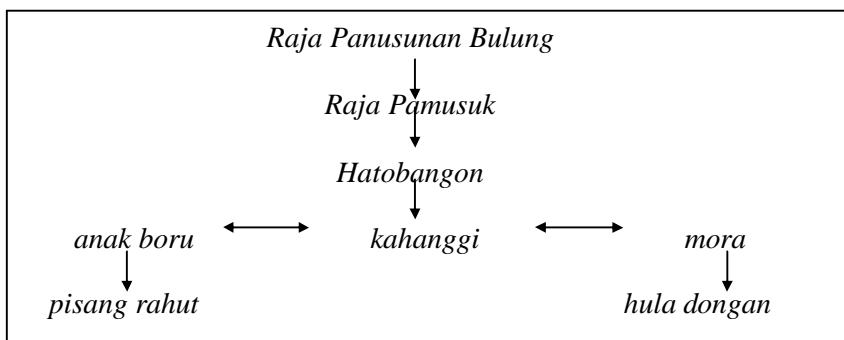 Raja Panusunan Bulung
Raja Pamusuk
Hatobangon
anak boru kahanggi mora
pisang rahut hula dongan